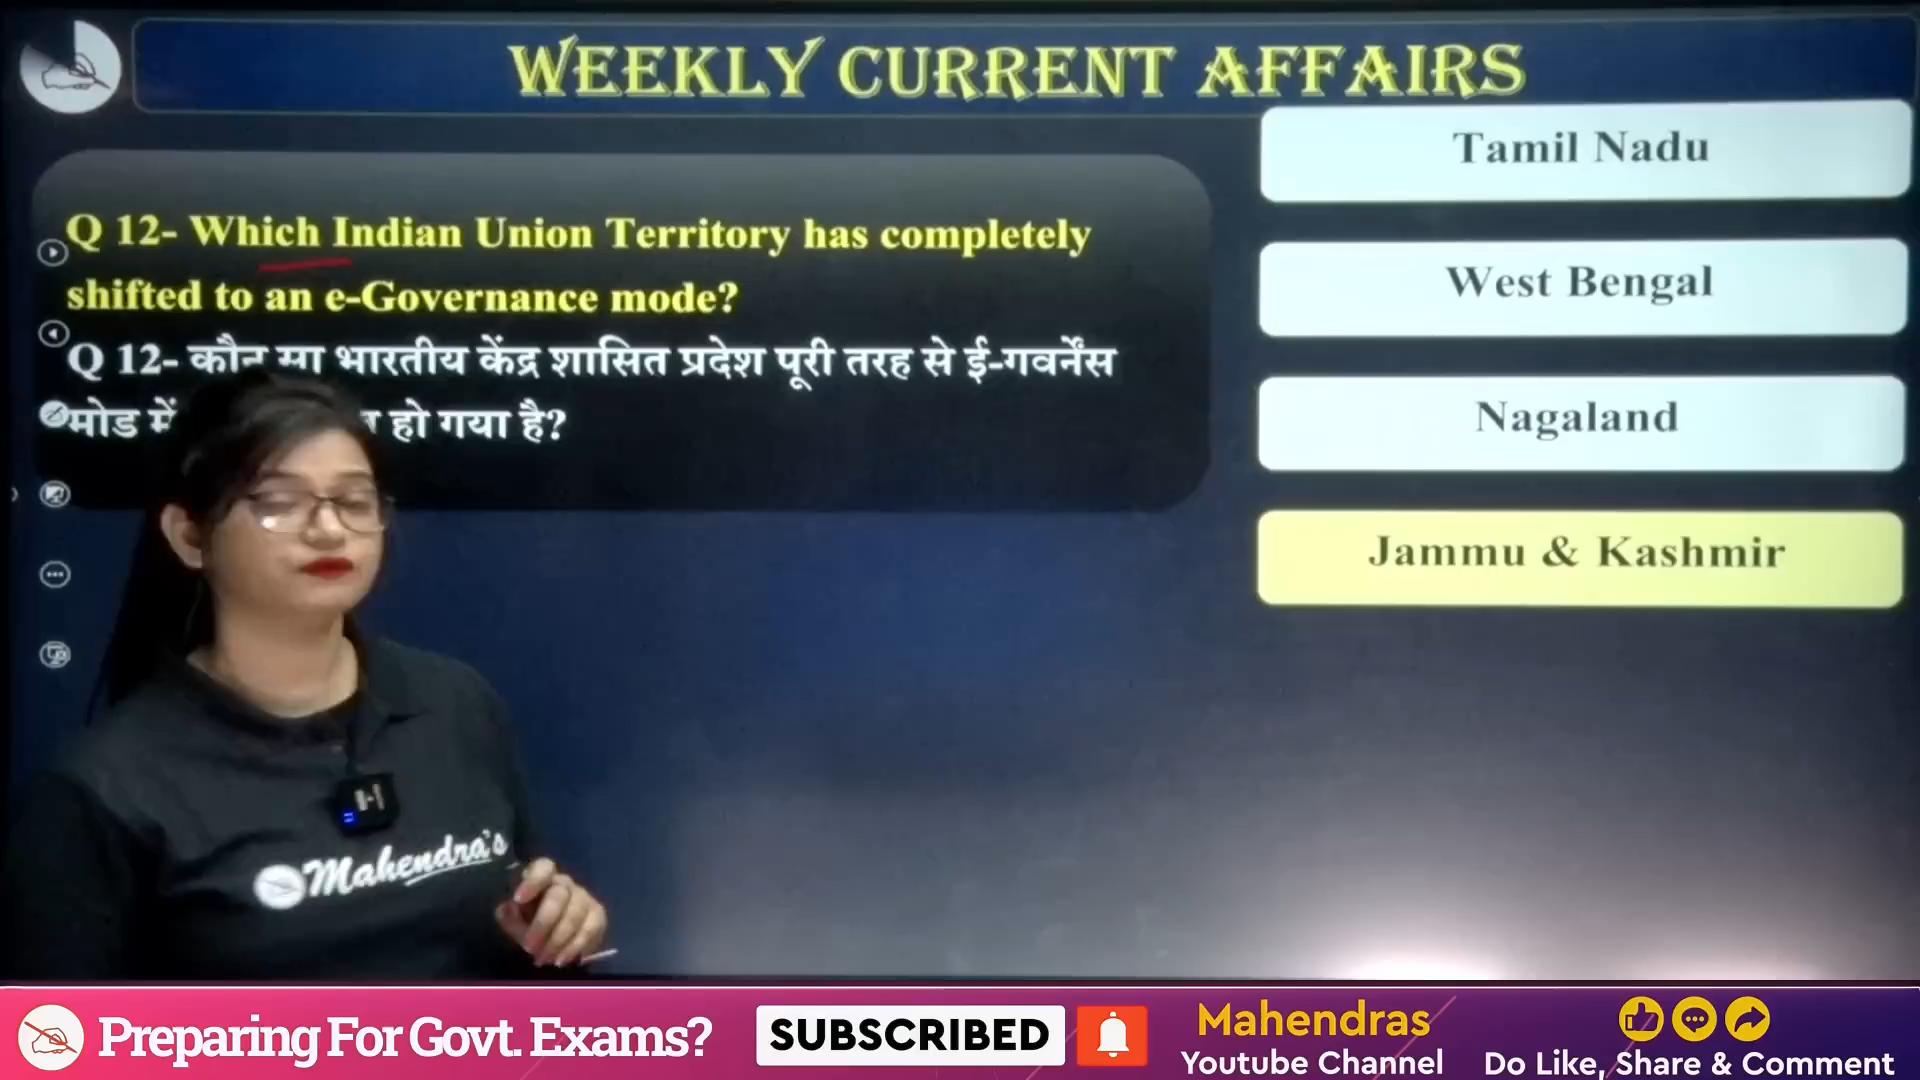 WEEKLY CURRENT AFFAIRS
Q 12- Which Indian Union Territory has completely
shifted to an e-Governance mode?
Q 12- कौन सा भारतीय केंद्र शासित प्रदेश पूरी तरह से ई-गवर्नेंस
मोड में हो गया है?
Tamil Nadu
West Bengal
Nagaland
Jammu & Kashmir
Mahendra's
Preparing For Govt. Exams?
SUBSCRIBED
Mahendras
Youtube Channel
Do Like, Share & Comment